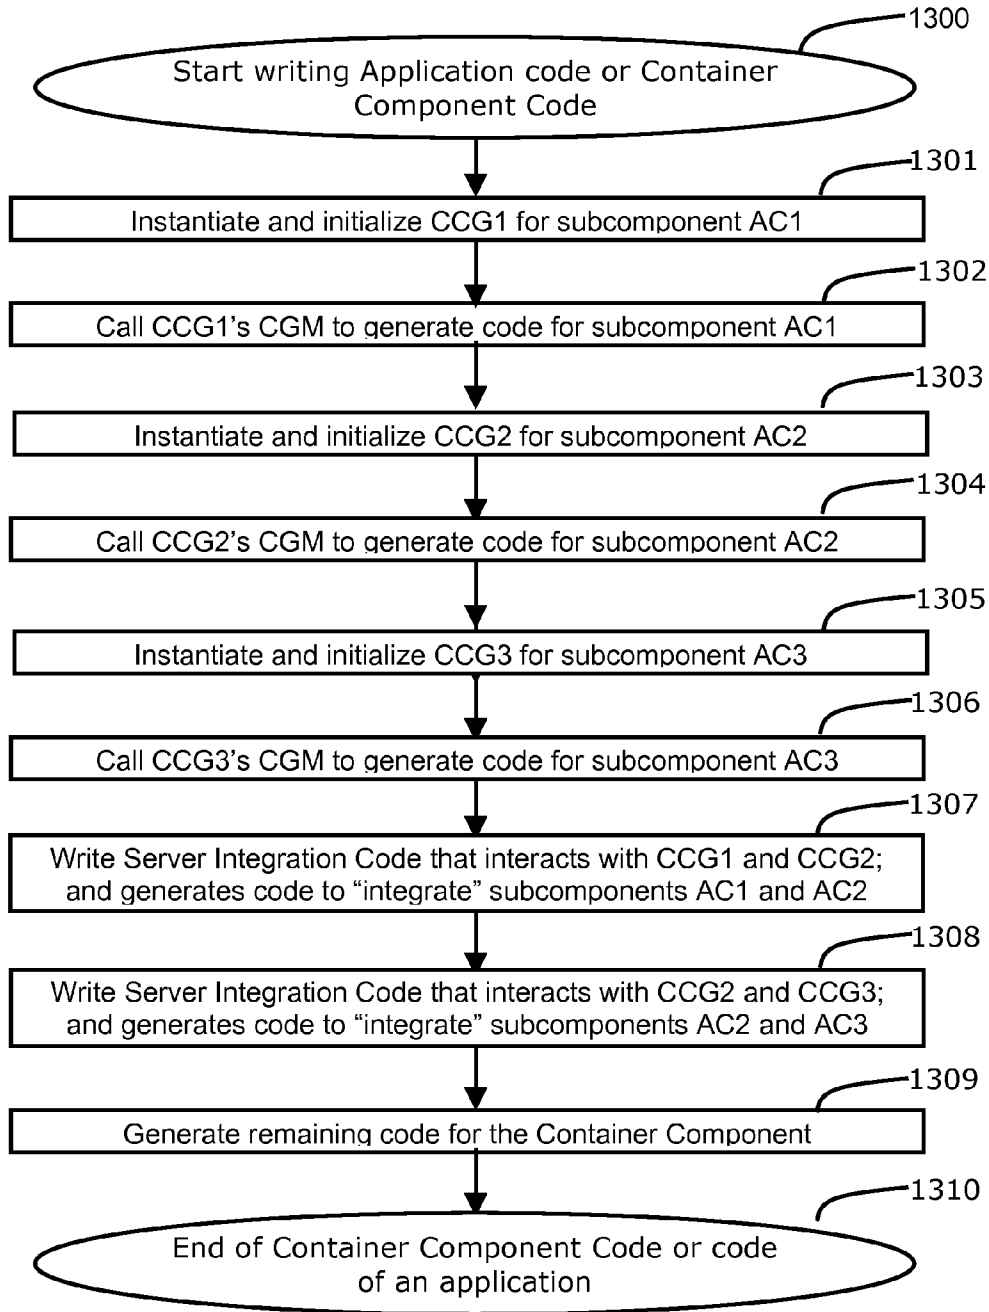 1300
Start writing Application code or Container
Component Code
1301
Instantiate and initialize CCG1 for subcomponent AC1
1302
Call CCG1's CGM to generate code for subcomponent AC1
1303
Instantiate and initialize CCG2 for subcomponent AC2
1304
Call CCG2's CGM to generate code for subcomponent AC2
1305
Instantiate and initialize CCG3 for subcomponent AC3
1306
Call CCG3's CGM to generate code for subcomponent AC3
1307
Write Server Integration Code that interacts with CCG1 and CCG2;
and generates code to “integrate” subcomponents AC1 and AC2
1308
Write Server Integration Code that interacts with CCG2 and CCG3;
and generates code to “integrate” subcomponents AC2 and AC3
1309
Generate remaining code for the Container Component
1310
End of Container Component Code or code
of an application